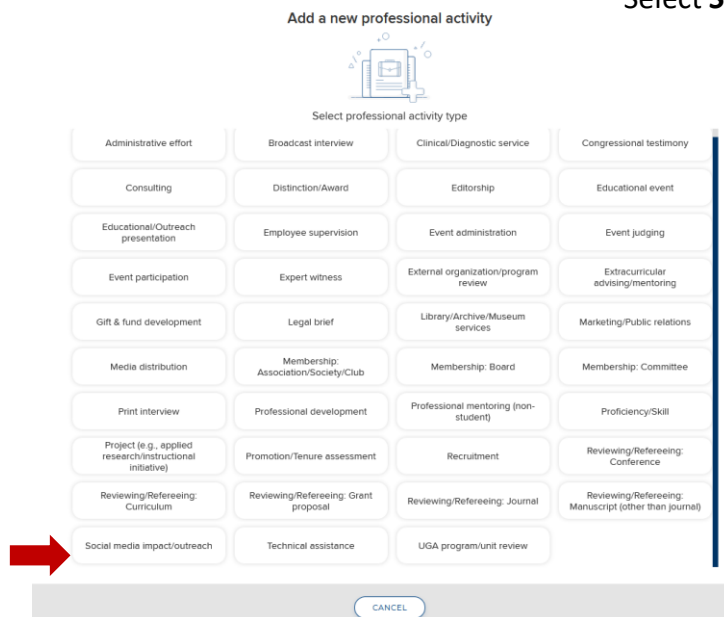 Select S
Add a new professional activity
Select professional activity type
Administrative effort
Broadcast interview
Clinical/Diagnostic service
Congressional testimony
Consulting
Distinction/Award
Editorship
Educational event
Educational/Outreach
presentation
Employee supervision
Event administration
Event judging
Event participation
Expert witness
External organization/program
review
Extracurricular
advising/mentoring
Gift & fund development
Legal brief
Library/Archive/Museum
services
Marketing/Public relations
Media distribution
Membership:
Association/Society/Club
Membership: Board
Membership: Committee
Print interview
Professional development
Professional mentoring (non-
student)
Proficiency/Skill
Project (e.g., applied
research/instructional
initiative)
Promotion/Tenure assessment
Recruitment
Reviewing/Refereeing:
Conference
Reviewing/Refereeing:
Curriculum
Reviewing/Refereeing: Grant
proposal
Reviewing/Refereeing: Journal
Reviewing/Refereeing:
Manuscript (other than journal)
Social media impact/outreach
Technical assistance
UGA program/unit review
CANCEL